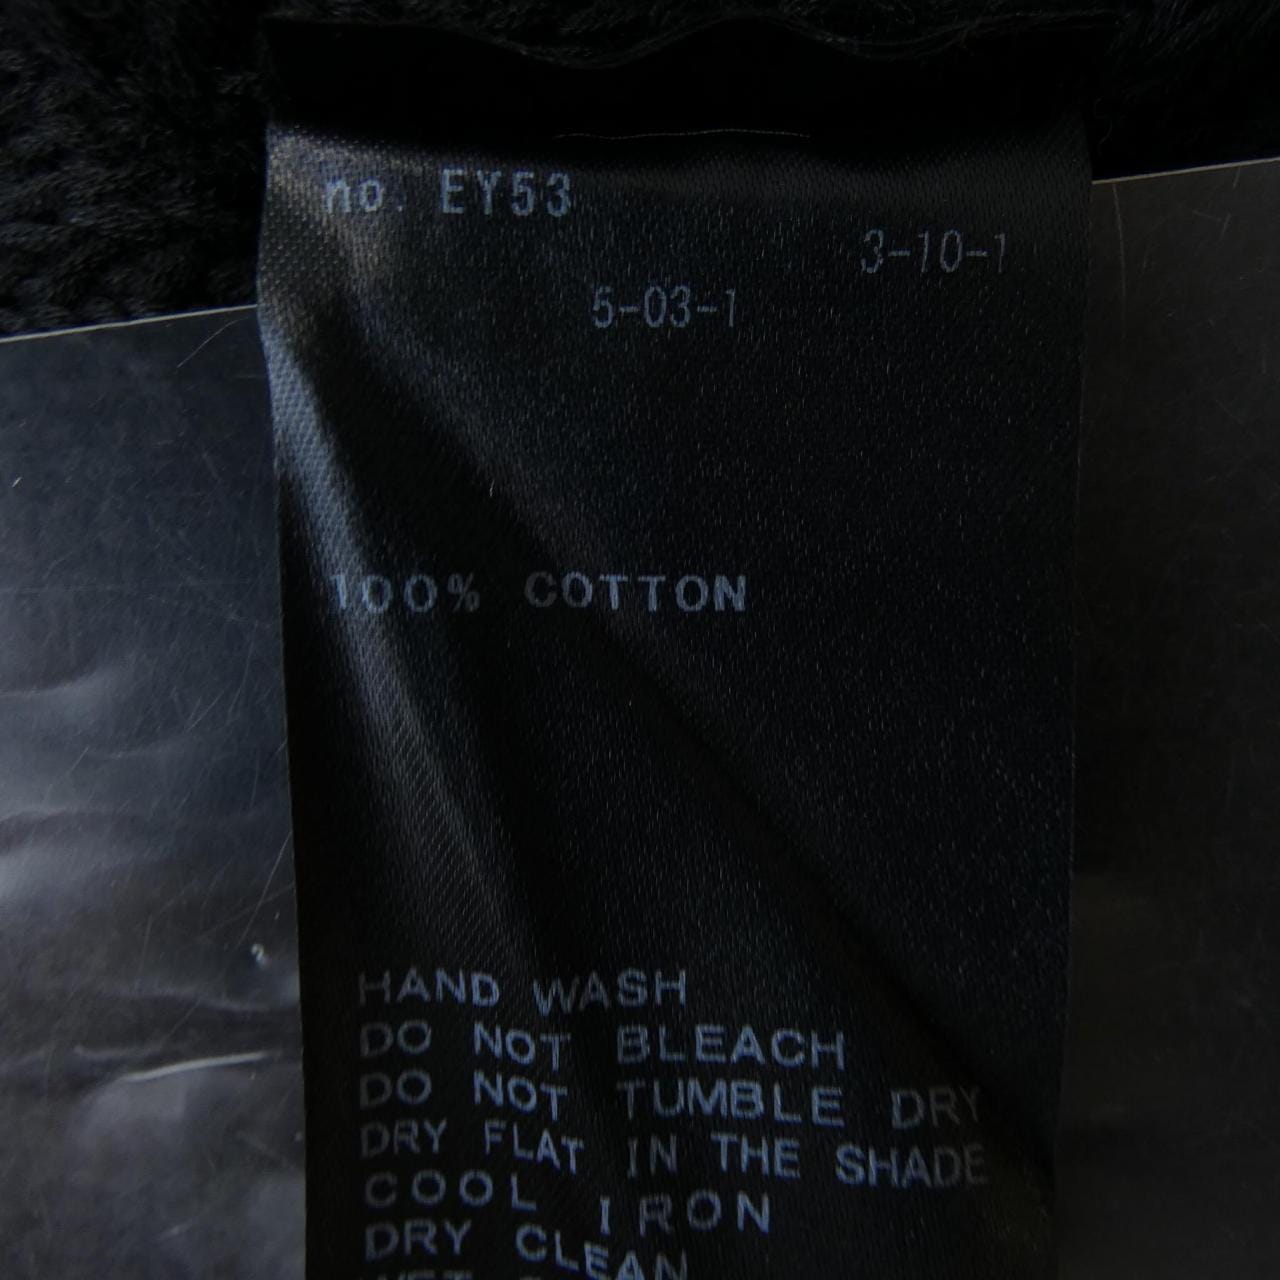 no. EY53
3-10-1
5-03-1
100% COTTON
HAND WASH
DO NOT BLEACH
DO NOT TUMBLE DRY
DRY FLAT IN THE SHADE
COOL IRON
DRY CLEAN
WET